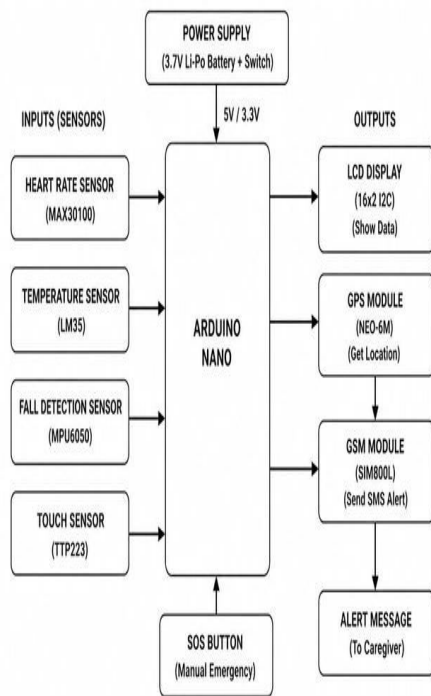 POWER SUPPLY
(3.7V Li-Po Battery + Switch)
5V / 3.3V
INPUTS (SENSORS)
HEART RATE SENSOR
(MAX30100)
TEMPERATURE SENSOR
(LM35)
FALL DETECTION SENSOR
(MPU6050)
TOUCH SENSOR
(TTP223)
ARDUINO
NANO
SOS BUTTON
(Manual Emergency)
OUTPUTS
LCD DISPLAY
(16x2 I2C)
(Show Data)
GPS MODULE
(NEO-6M)
(Get Location)
GSM MODULE
(SIM800L)
(Send SMS Alert)
ALERT MESSAGE
(To Caregiver)